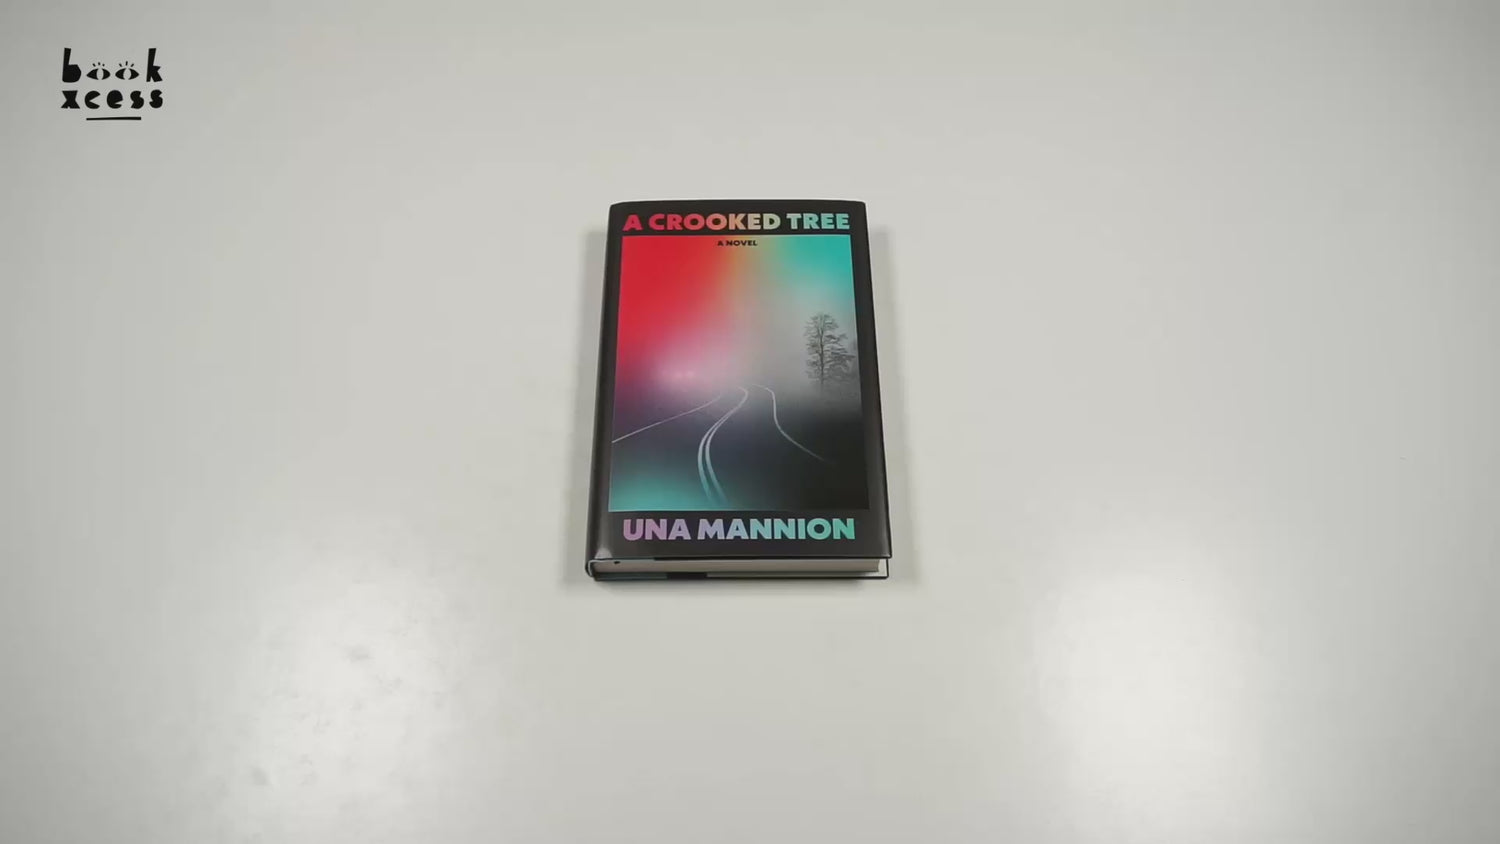 book
xcess
A CROOKED TREE
A NOVEL
UNA MANNION